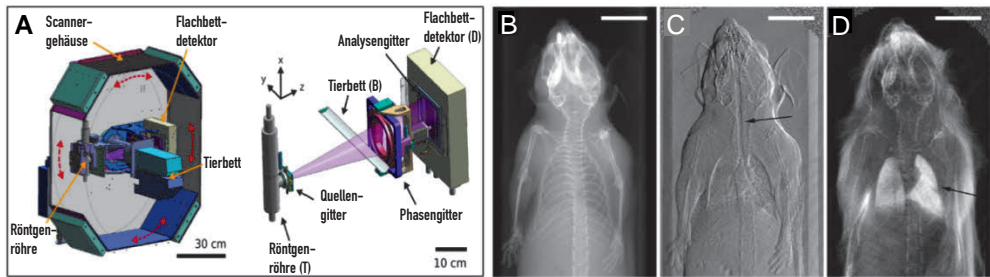 A
Scanner-
gehäuse
Flachbett-
detektor
Tierbett
Röntgen-
röhre
30 cm
x
y
z
Analysengitter
Tierbett (B)
Flachbett-
detektor (D)
Quellen-
gitter
Phasengitter
Röntgen-
röhre (T)
10 cm
B
C
D